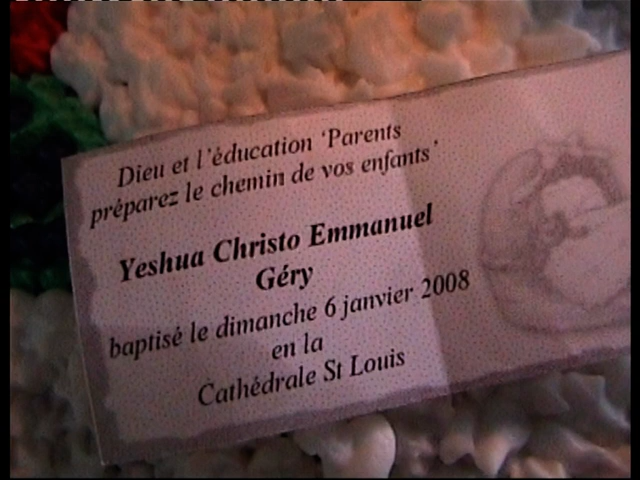 Dieu et l'éducation 'Parents
préparez le chemin de vos enfants'
Yeshua Christo Emmanuel
Géry
baptisé le dimanche 6 janvier 2008
en la
Cathédrale St Louis